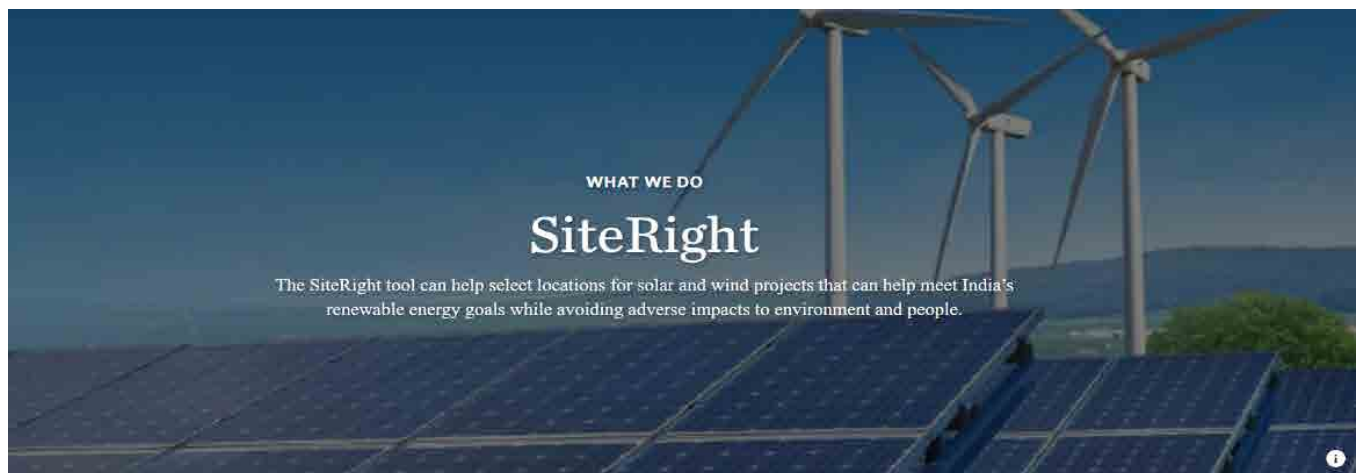 WHAT WE DO
SiteRight
The SiteRight tool can help select locations for solar and wind projects that can help meet India's
renewable energy goals while avoiding adverse impacts to environment and people.